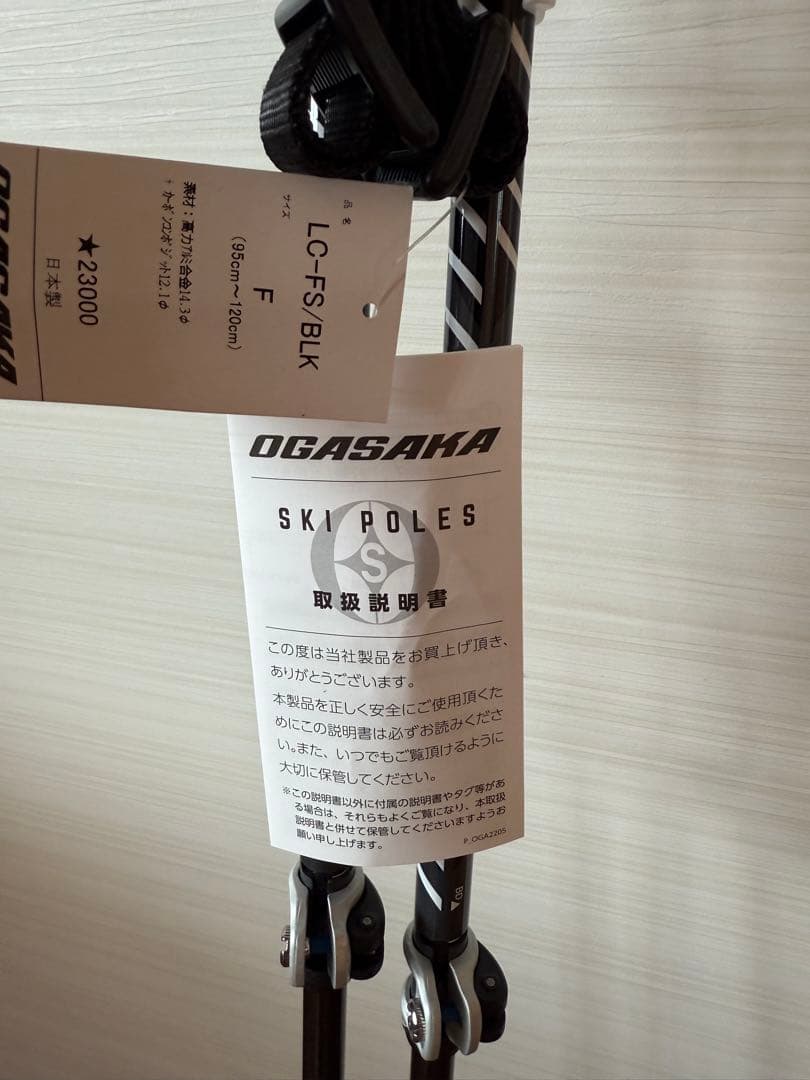 品名
LC-FS/BLK
サイズ
F
(95cm～120cm)
素材：高力ｱﾙﾐ合金14.3φ
+ ｶｰﾎﾞﾝｺﾝﾎﾟｼﾞｯﾄ12.1φ
★23000
日本製
OGASAKA
OGASAKA
SKI POLES
S
取扱説明書
この度は当社製品をお買上げ頂き、
ありがとうございます。
本製品を正しく安全にご使用頂くた
めにこの説明書は必ずお読みくださ
い。また、いつでもご覧頂けるように
大切に保管してください。
※この説明書以外に付属の説明書やタグ等があ
る場合は、それらもよくご覧になり、本取扱
説明書と併せて保管してくださいますようお
願い申し上げます。
P_OGA2205
BD▲